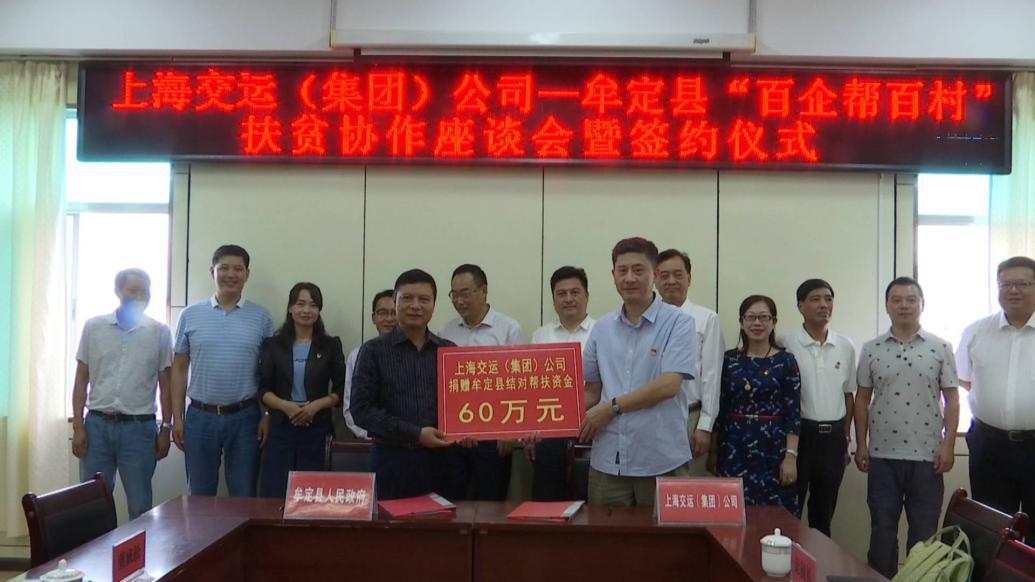 上海交运（集团）公司—牟定县“百企帮百村”
扶贫协作座谈会暨签约仪式
上海交运（集团）公司
捐赠牟定县结对帮扶资金
60万元
牟定县人民政府
上海交运（集团）公司